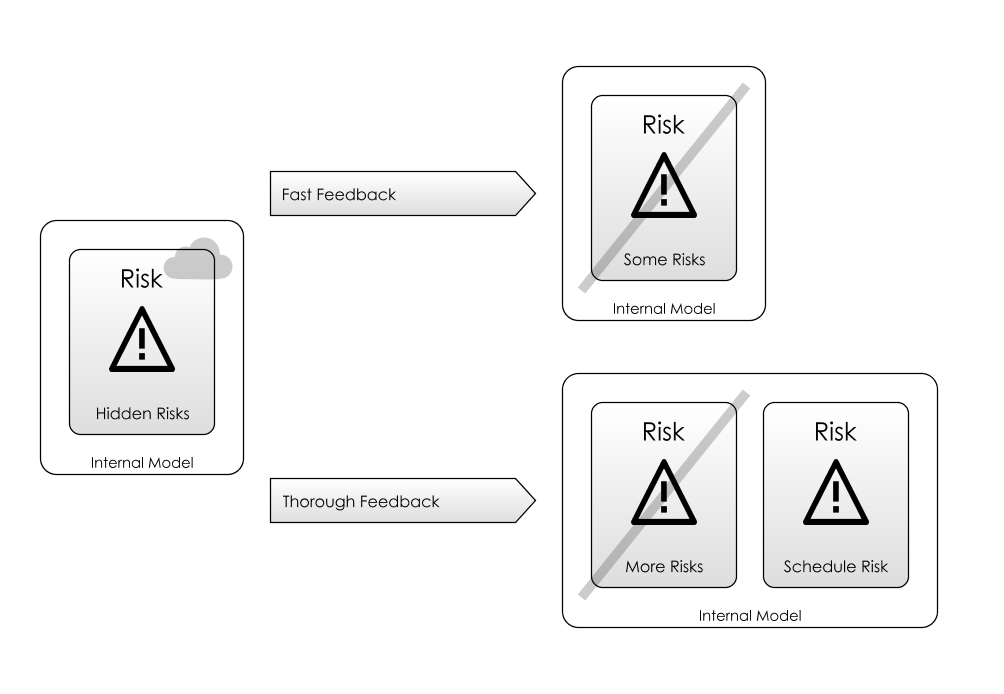 Risk
Hidden Risks
Internal Model
Fast Feedback
Risk
Some Risks
Internal Model
Thorough Feedback
Risk
More Risks
Risk
Schedule Risk
Internal Model